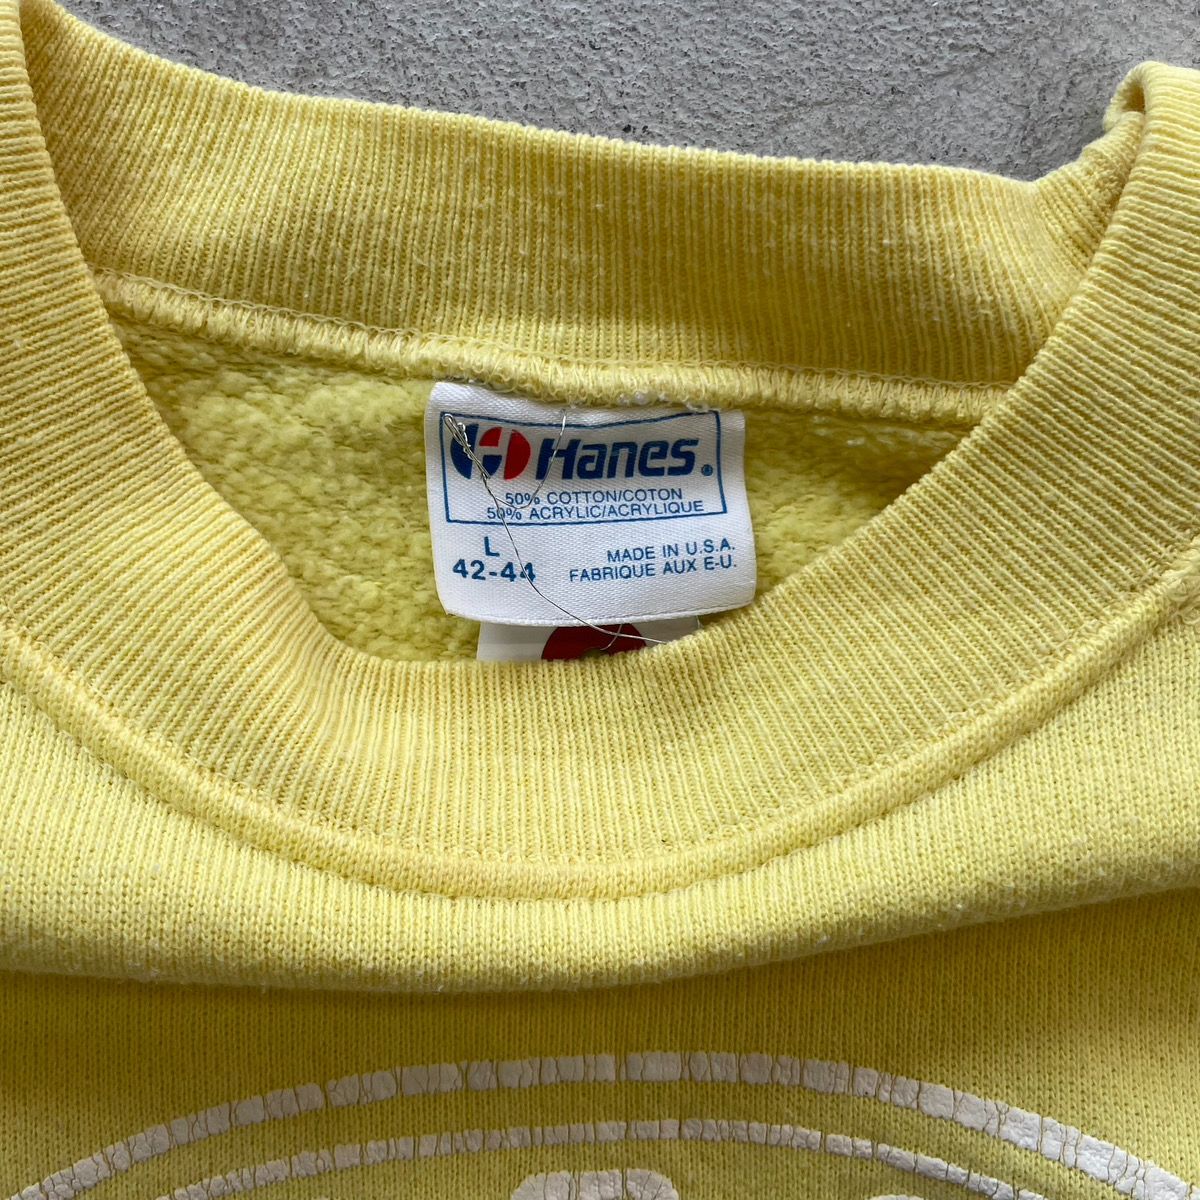 Hanes®
50% COTTON/COTON
50% ACRYLIC/ACRYLIQUE
L
42-44
MADE IN U.S.A.
FABRIQUE AUX E-U.